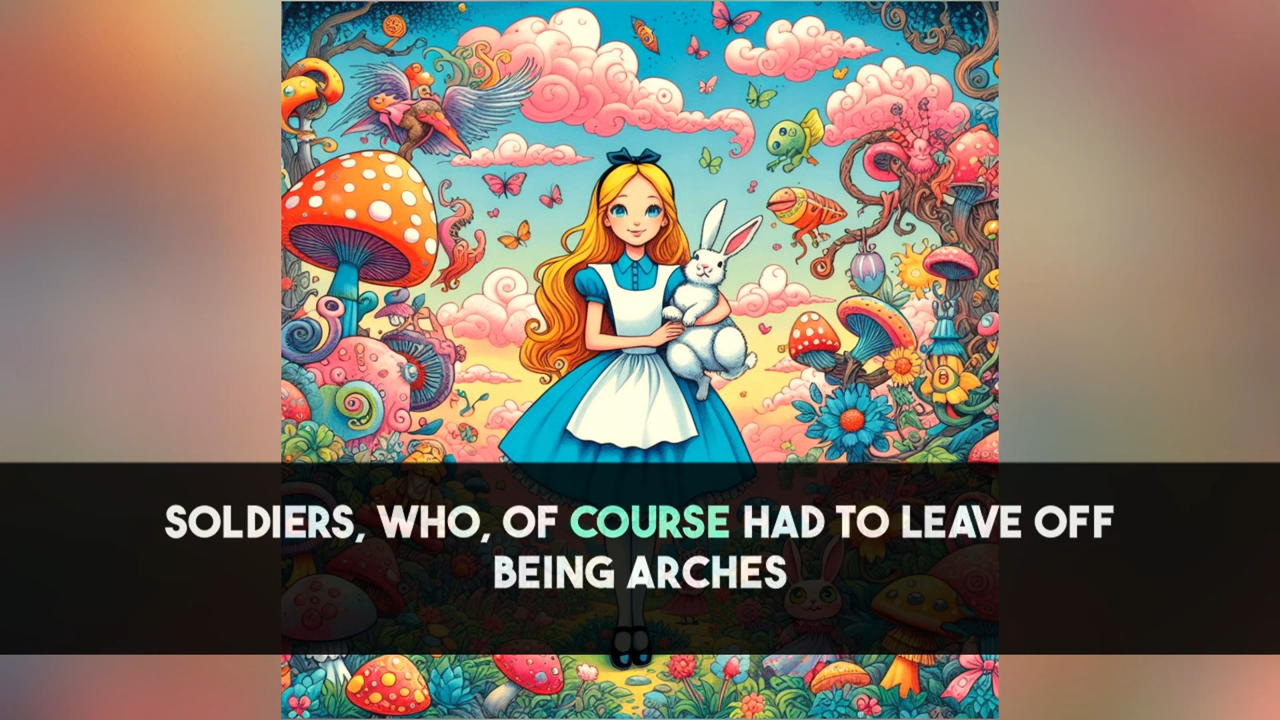 SOLDIERS, WHO, OF COURSE HAD TO LEAVE OFF
BEING ARCHES